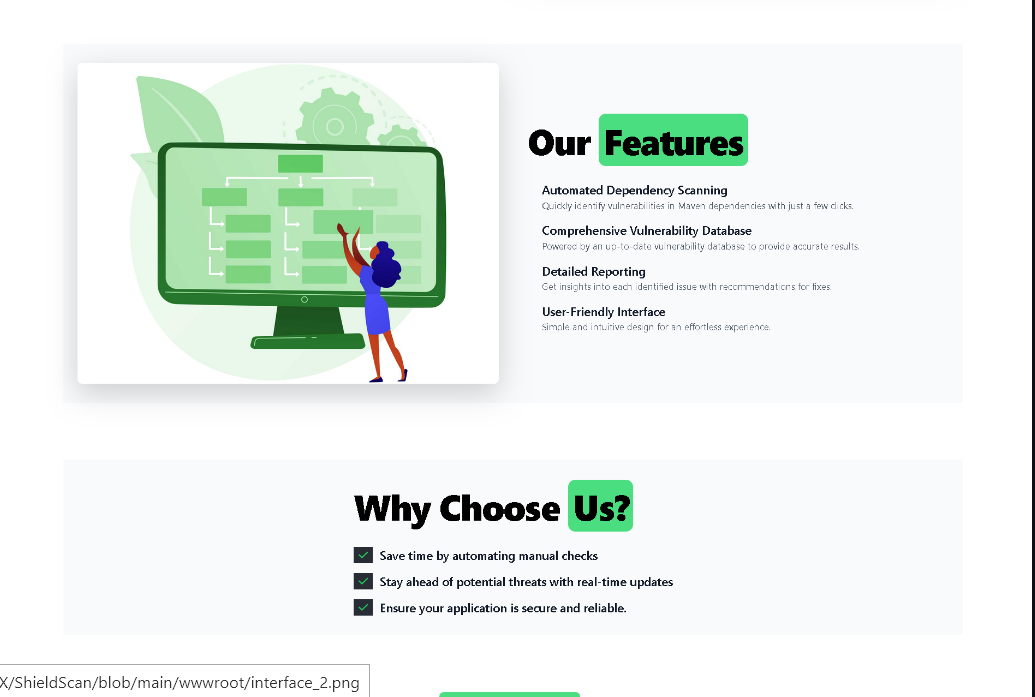 Our Features
Automated Dependency Scanning
Quickly identify vulnerabilities in Maven dependencies with just a few clicks.
Comprehensive Vulnerability Database
Powered by an up-to-date vulnerability database to provide accurate results.
Detailed Reporting
Get insights into each identified issue with recommendations for fixes.
User-Friendly Interface
Simple and intuitive design for an effortless experience.
Why Choose Us?
Save time by automating manual checks
Stay ahead of potential threats with real-time updates
Ensure your application is secure and reliable.
X/ShieldScan/blob/main/wwwroot/interface_2.png